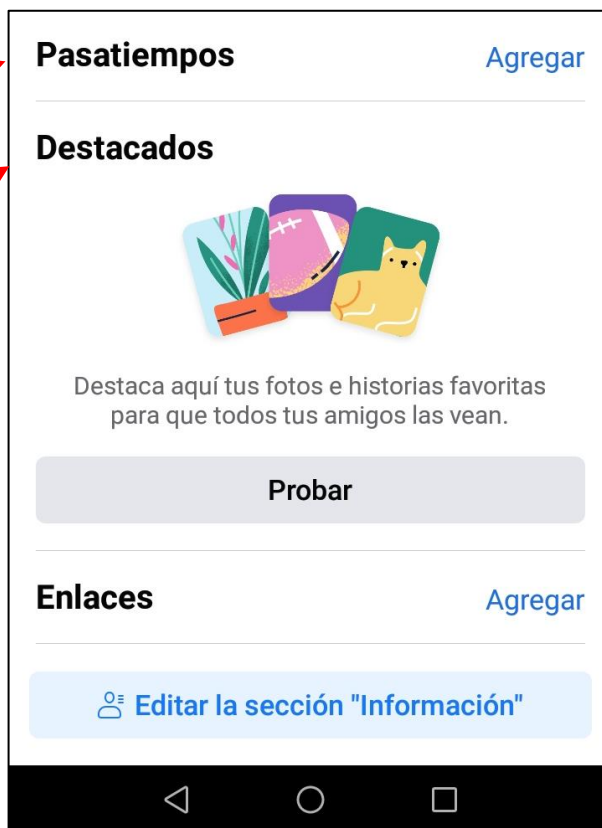 Pasatiempos Agregar
Destacados
Destaca aquí tus fotos e historias favoritas
para que todos tus amigos las vean.
Probar
Enlaces Agregar
Editar la sección "Información"